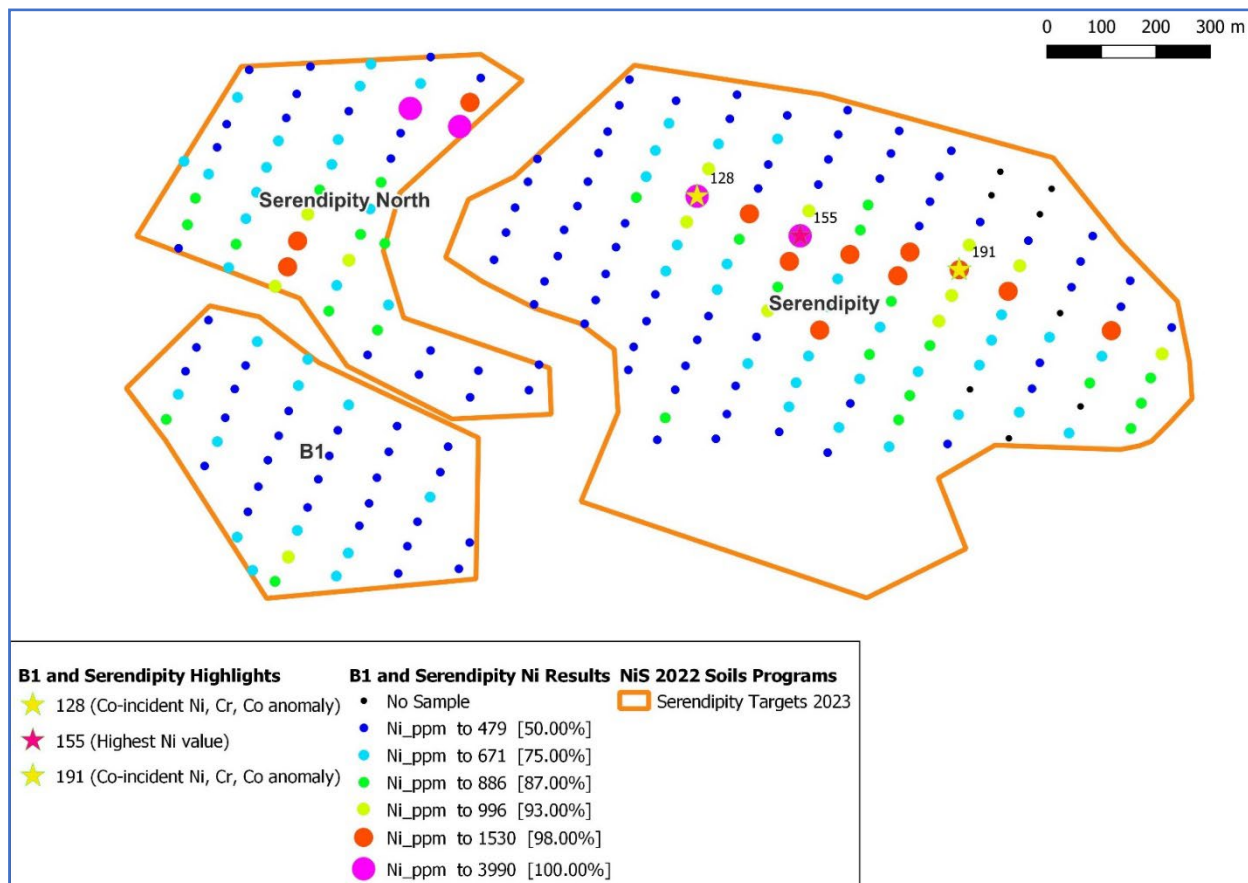 0 100 200 300 m
128
Serendipity North
155
191
Serendipity
B1
B1 and Serendipity Highlights
128 (Co-incident Ni, Cr, Co anomaly)
155 (Highest Ni value)
191 (Co-incident Ni, Cr, Co anomaly)
B1 and Serendipity Ni Results
No Sample
Ni_ppm to 479 [50.00%]
Ni_ppm to 671 [75.00%]
Ni_ppm to 886 [87.00%]
Ni_ppm to 996 [93.00%]
Ni_ppm to 1530 [98.00%]
Ni_ppm to 3990 [100.00%]
NiS 2022 Soils Programs
Serendipity Targets 2023